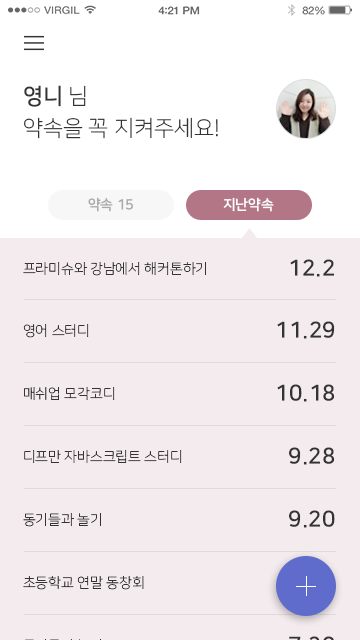 VIRGIL
4:21 PM
82%
영니 님
약속을 꼭 지켜주세요!
약속 15
지난약속
프라미슈와 강남에서 해커톤하기
12.2
영어 스터디
11.29
매쉬업 모각코디
10.18
디프만 자바스크립트 스터디
9.28
동기들과 놀기
9.20
초등학교 연말 동창회